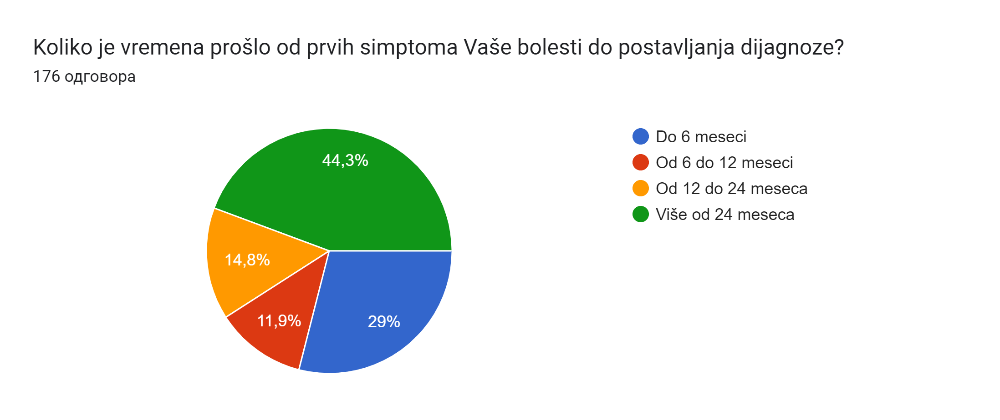 Koliko je vremena prošlo od prvih simptoma Vaše bolesti do postavljanja dijagnoze?
176 одговора
44,3%
14,8%
11,9%
29%
Do 6 meseci
Od 6 do 12 meseci
Od 12 do 24 meseca
Više od 24 meseca